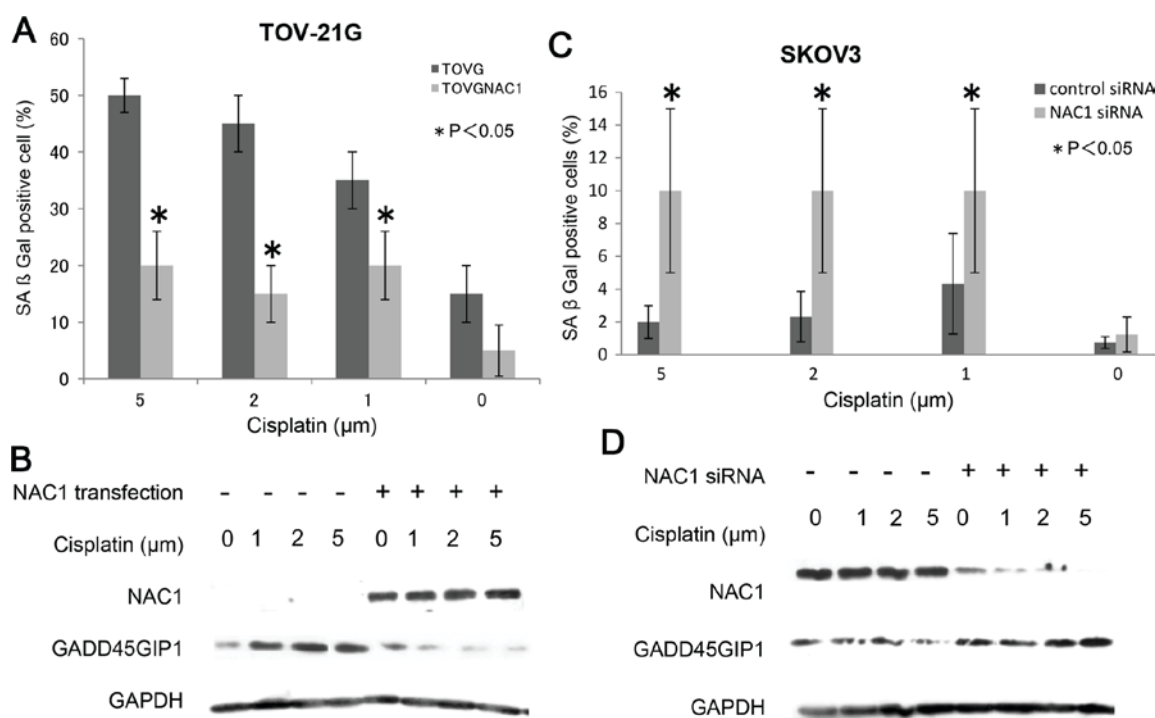 A
TOV-21G
60
50
40
30
20
10
0
SA ß Gal positive cell (%)
TOVG
TOVGNAC1
* P＜0.05
*
*
*
5 2 1 0
Cisplatin (µm)
B
NAC1 transfection - - - - + + + +
Cisplatin (µm) 0 1 2 5 0 1 2 5
NAC1
GADD45GIP1
GAPDH
C
SKOV3
16
14
12
10
8
6
4
2
0
SA β Gal positive cells (%)
control siRNA
NAC1 siRNA
* P＜0.05
* * *
5 2 1 0
Cisplatin (µm)
D
NAC1 siRNA - - - - + + + +
Cisplatin (µm) 0 1 2 5 0 1 2 5
NAC1
GADD45GIP1
GAPDH